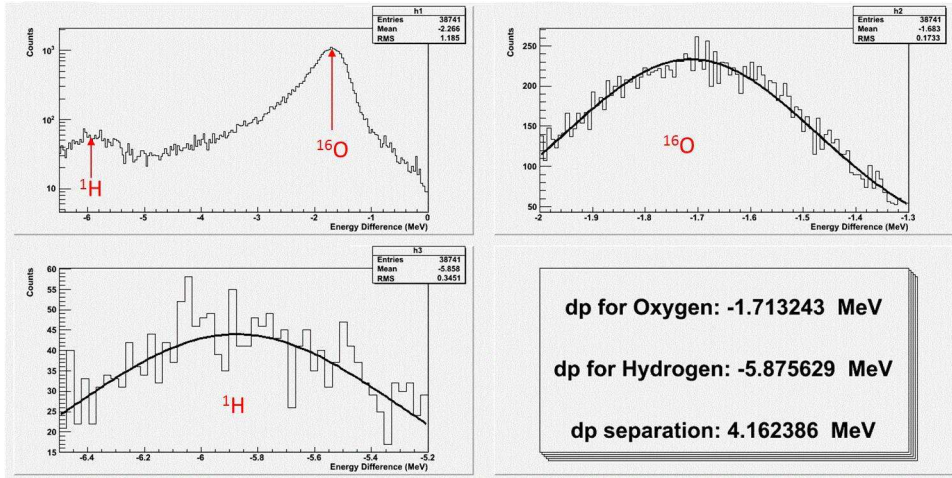 h1
Entries 38741
Mean -2.266
RMS 1.185
Counts
10³
10²
10
¹H
¹⁶O
-6 -5 -4 -3 -2 -1 0
Energy Difference (MeV)
h2
Entries 38741
Mean -1.683
RMS 0.1733
Counts
250
200
150
100
50
¹⁶O
-2 -1.9 -1.8 -1.7 -1.6 -1.5 -1.4 -1.3
Energy Difference (MeV)
h3
Entries 38741
Mean -5.858
RMS 0.3451
Counts
60
55
50
45
40
35
30
25
20
15
¹H
-6.4 -6.2 -6 -5.8 -5.6 -5.4 -5.2
Energy Difference (MeV)
dp for Oxygen: -1.713243 MeV
dp for Hydrogen: -5.875629 MeV
dp separation: 4.162386 MeV